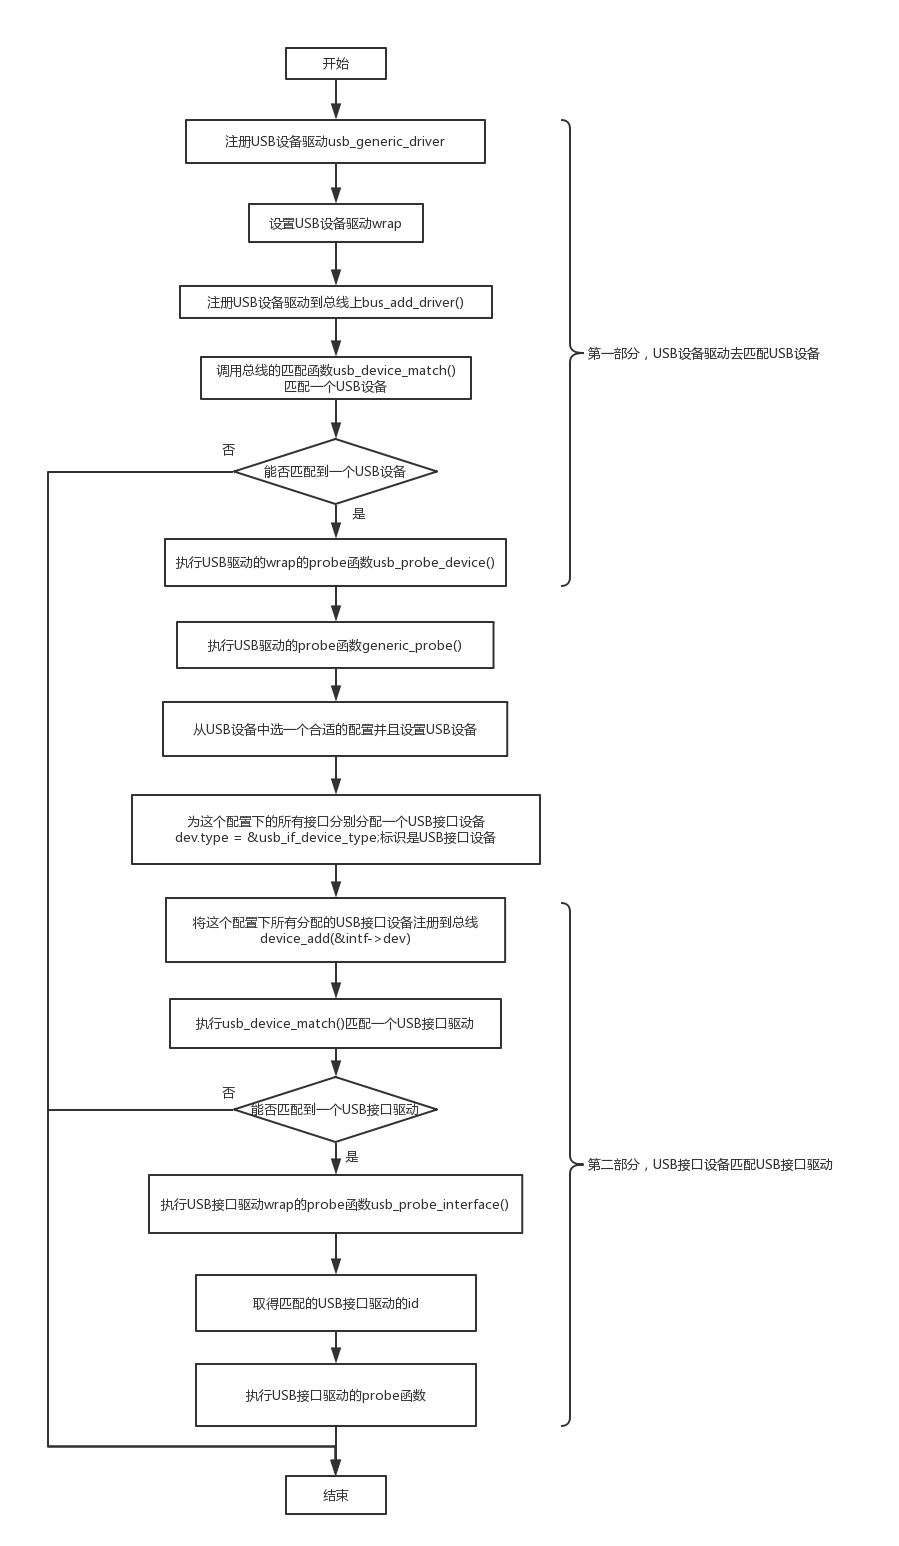 开始
注册USB设备驱动usb_generic_driver
设置USB设备驱动wrap
注册USB设备驱动到总线上bus_add_driver()
第一部分，USB设备驱动去匹配USB设备
调用总线的匹配函数usb_device_match()
匹配一个USB设备
否
能否匹配到一个USB设备
是
执行USB驱动的wrap的probe函数usb_probe_device()
执行USB驱动的probe函数generic_probe()
从USB设备中选一个合适的配置并且设置USB设备
为这个配置下的所有接口分别分配一个USB接口设备
dev.type = &usb_if_device_type;标识是USB接口设备
将这个配置下所有分配的USB接口设备注册到总线
device_add(&intf->dev)
执行usb_device_match()匹配一个USB接口驱动
否
能否匹配到一个USB接口驱动
是
第二部分，USB接口设备匹配USB接口驱动
执行USB接口驱动wrap的probe函数usb_probe_interface()
取得匹配的USB接口驱动的id
执行USB接口驱动的probe函数
结束